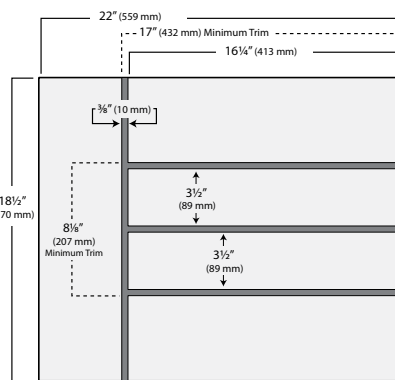 22″ (559 mm)
17″ (432 mm) Minimum Trim
16¼″ (413 mm)
⅜″ (10 mm)
18½″
70 mm)
3½″
(89 mm)
8⅛″
(207 mm)
Minimum Trim
3½″
(89 mm)